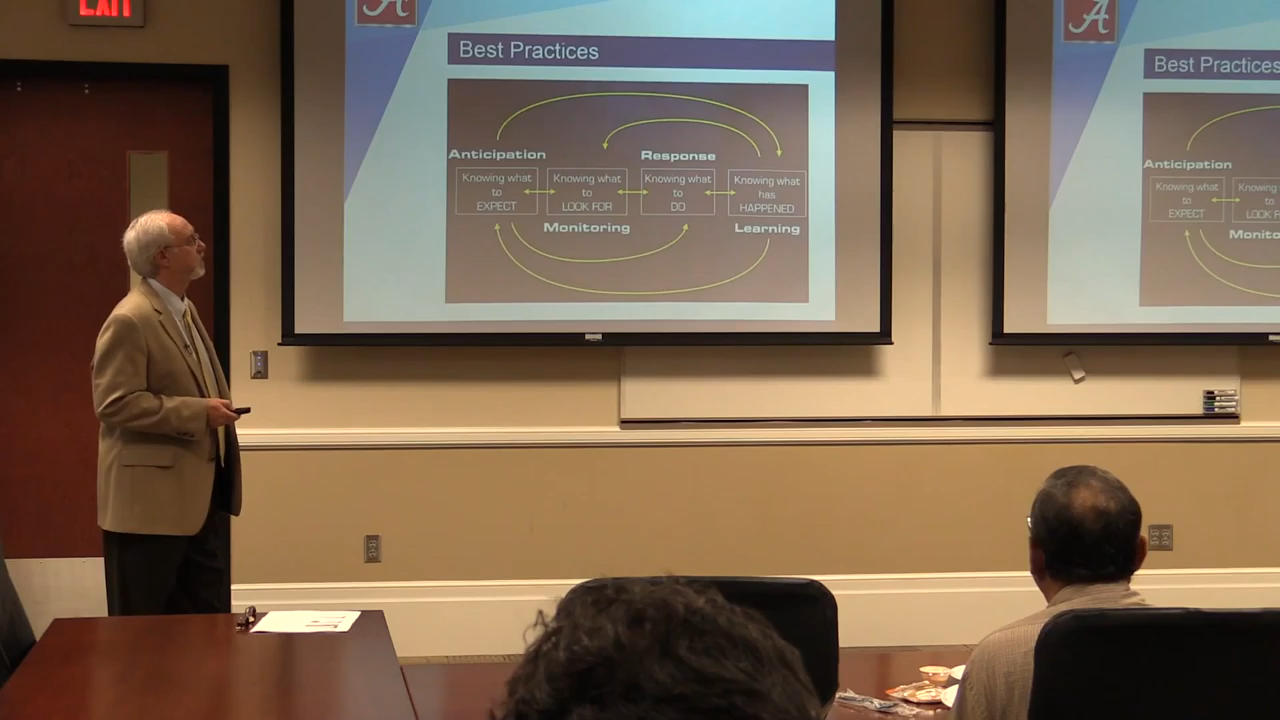 EXIT
A
Best Practices
Anticipation
Response
Knowing what
to
EXPECT
Knowing what
to
LOOK FOR
Knowing what
to
DO
Knowing what
has
HAPPENED
Monitoring
Learning
A
Best Practices
Anticipation
Knowing what
to
EXPECT